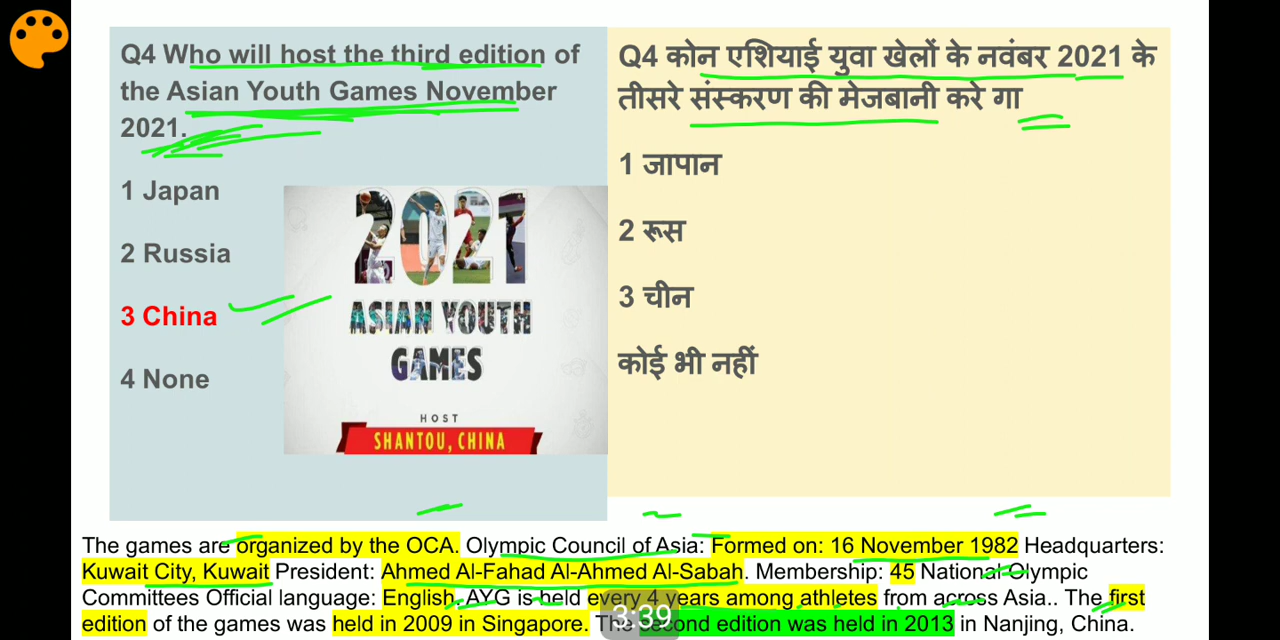 Q4 Who will host the third edition of
the Asian Youth Games November
2021.
1 Japan
2 Russia
3 China
4 None
2021
ASIAN YOUTH
GAMES
HOST
SHANTOU, CHINA
Q4 कोन एशियाई युवा खेलों के नवंबर 2021 के
तीसरे संस्करण की मेजबानी करे गा
1 जापान
2 रूस
3 चीन
कोई भी नहीं
The games are organized by the OCA. Olympic Council of Asia: Formed on: 16 November 1982 Headquarters:
Kuwait City, Kuwait President: Ahmed Al-Fahad Al-Ahmed Al-Sabah. Membership: 45 National Olympic
Committees Official language: English. AYG is held every 4 years among athletes from across Asia.. The first
edition of the games was held in 2009 in Singapore. The second edition was held in 2013 in Nanjing, China.
3:39